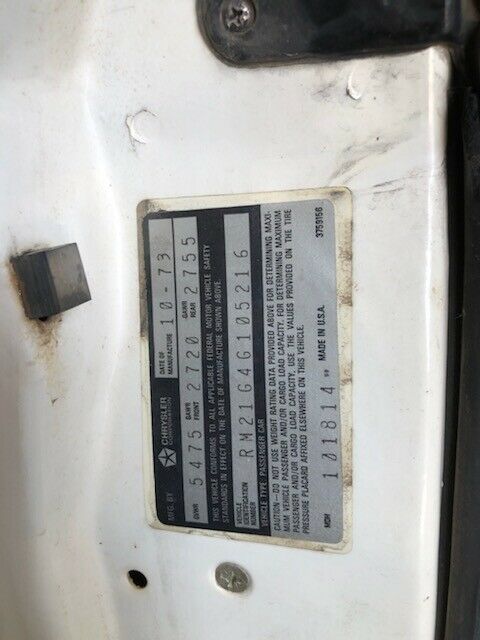 MFG. BY CHRYSLER CORPORATION DATE OF MANUFACTURE 10-73
GVWR 5475 GAWR FRONT 2720 GAWR REAR 2755
THIS VEHICLE CONFORMS TO ALL APPLICABLE FEDERAL MOTOR VEHICLE SAFETY
STANDARDS IN EFFECT ON THE DATE OF MANUFACTURE SHOWN ABOVE.
VEHICLE IDENTIFICATION NUMBER RM21G4G105216
VEHICLE TYPE PASSENGER CAR
CAUTION—DO NOT USE WEIGHT RATING DATA PROVIDED ABOVE FOR DETERMINING MAXI-
MUM VEHICLE PASSENGER AND/OR CARGO LOAD CAPACITY. FOR DETERMINING MAXIMUM
PASSENGER AND/OR CARGO LOAD CAPACITY, USE THE VALUES PROVIDED ON THE TIRE
PRESSURE PLACARD AFFIXED ELSEWHERE ON THIS VEHICLE.
MDH 101814 " MADE IN U.S.A. 3759156